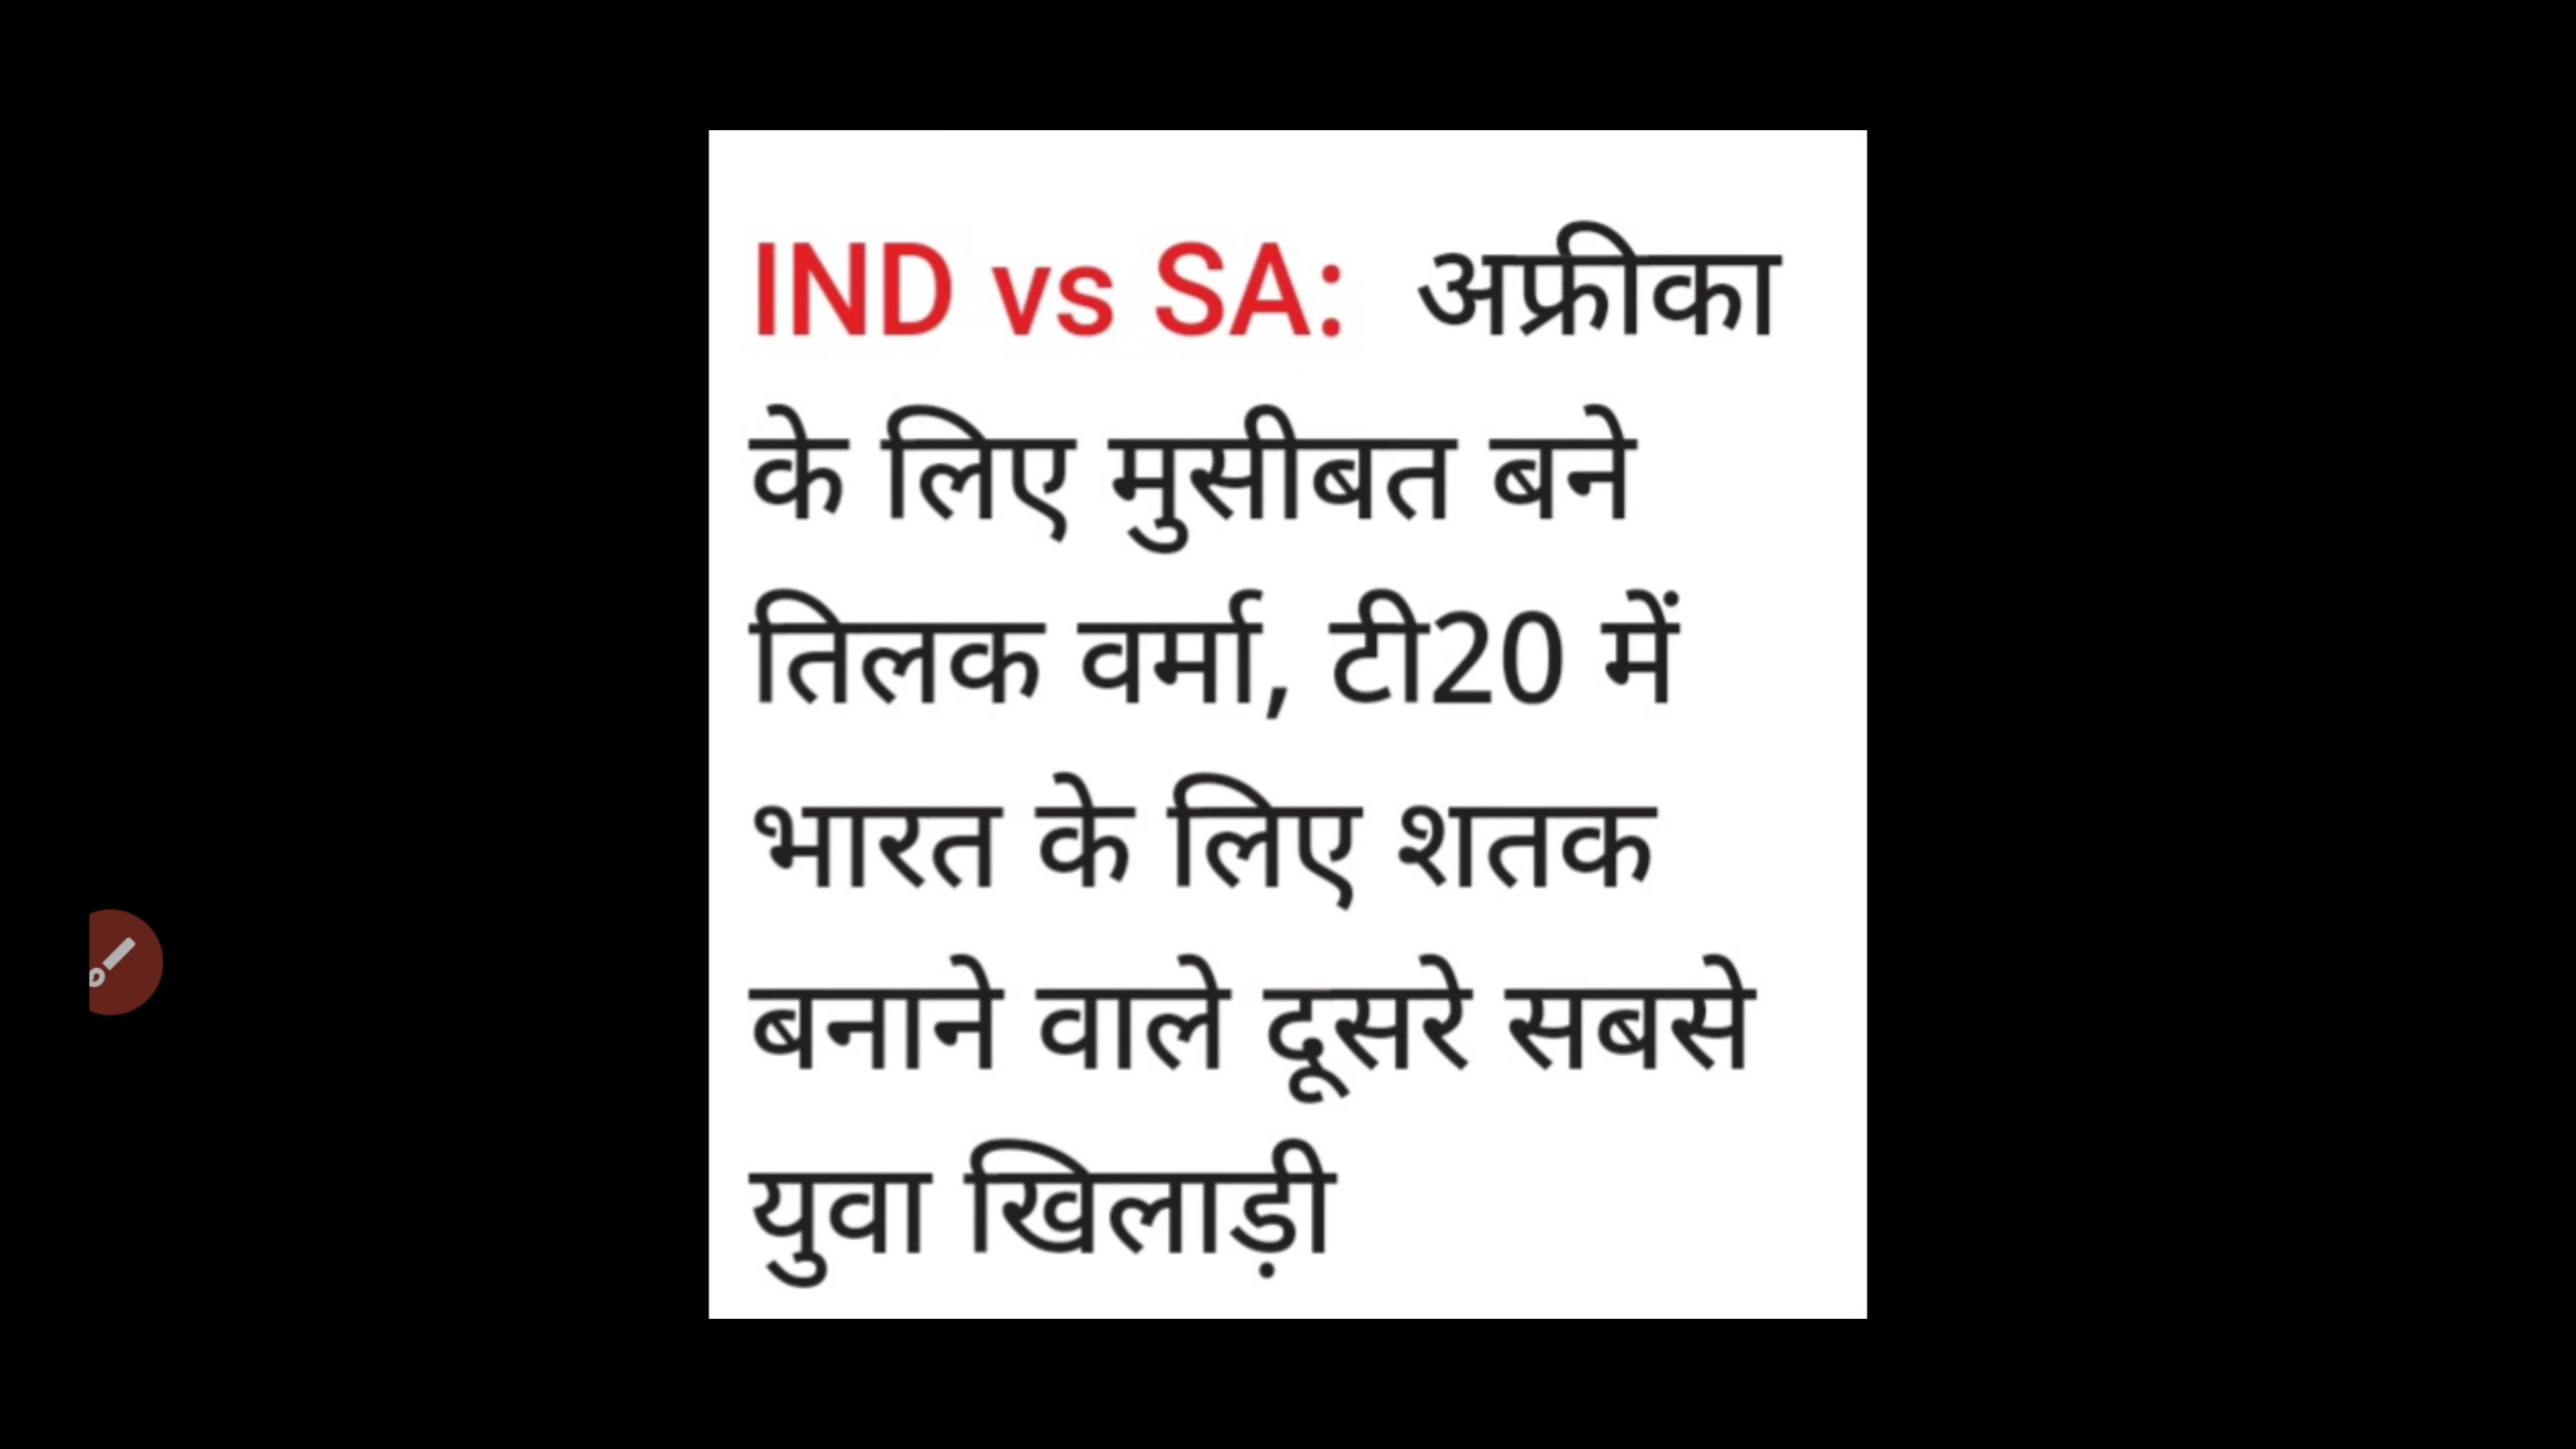 IND vs SA: अफ्रीका
के लिए मुसीबत बने
तिलक वर्मा, टी20 में
भारत के लिए शतक
बनाने वाले दूसरे सबसे
युवा खिलाड़ी